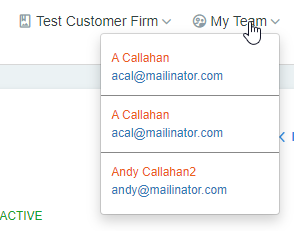 Test Customer Firm My Team
A Callahan
acal@mailinator.com
A Callahan
acal@mailinator.com
Andy Callahan2
andy@mailinator.com
ACTIVE